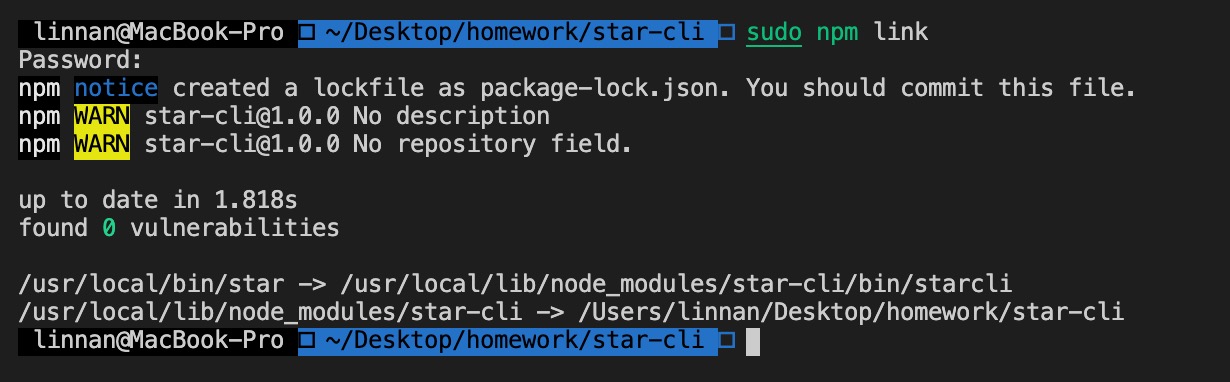 linnan@MacBook-Pro ~/Desktop/homework/star-cli sudo npm link
Password:
npm notice created a lockfile as package-lock.json. You should commit this file.
npm WARN star-cli@1.0.0 No description
npm WARN star-cli@1.0.0 No repository field.
up to date in 1.818s
found 0 vulnerabilities
/usr/local/bin/star -> /usr/local/lib/node_modules/star-cli/bin/starcli
/usr/local/lib/node_modules/star-cli -> /Users/linnan/Desktop/homework/star-cli
linnan@MacBook-Pro ~/Desktop/homework/star-cli